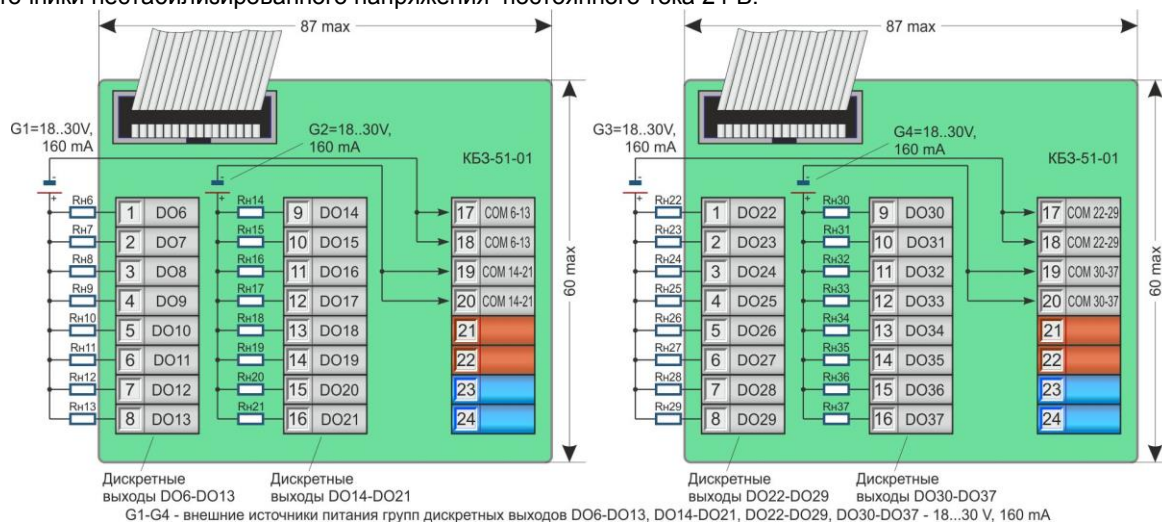 нестабилизированного напряжения постоянного тока 24 В.
87 max
87 max
G1=18..30V,
160 mA
G2=18..30V,
160 mA
КБЗ-51-01
60 max
- +
- +
Rн6 1 DO6 Rн14 9 DO14 17 COM 6-13
Rн7 2 DO7 Rн15 10 DO15 18 COM 6-13
Rн8 3 DO8 Rн16 11 DO16 19 COM 14-21
Rн9 4 DO9 Rн17 12 DO17 20 COM 14-21
Rн10 5 DO10 Rн18 13 DO18 21
Rн11 6 DO11 Rн19 14 DO19 22
Rн12 7 DO12 Rн20 15 DO20 23
Rн13 8 DO13 Rн21 16 DO21 24
Дискретные
выходы DO6-DO13
Дискретные
выходы DO14-DO21
G3=18..30V,
160 mA
G4=18..30V,
160 mA
КБЗ-51-01
60 max
- +
- +
Rн22 1 DO22 Rн30 9 DO30 17 COM 22-29
Rн23 2 DO23 Rн31 10 DO31 18 COM 22-29
Rн24 3 DO24 Rн32 11 DO32 19 COM 30-37
Rн25 4 DO25 Rн33 12 DO33 20 COM 30-37
Rн26 5 DO26 Rн34 13 DO34 21
Rн27 6 DO27 Rн35 14 DO35 22
Rн28 7 DO28 Rн36 15 DO36 23
Rн29 8 DO29 Rн37 16 DO37 24
Дискретные
выходы DO22-DO29
Дискретные
выходы DO30-DO37
G1-G4 - внешние источники питания групп дискретных выходов DO6-DO13, DO14-DO21, DO22-DO29, DO30-DO37 - 18...30 V, 160 mA